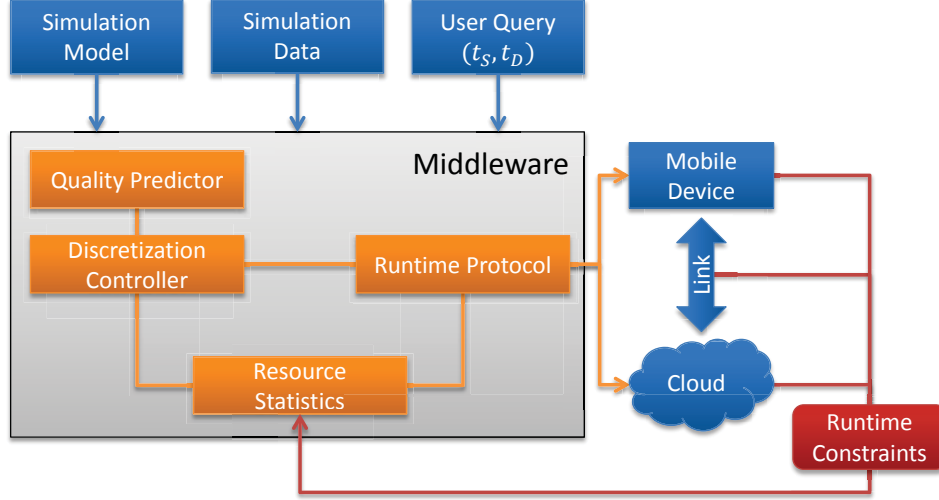 Simulation
Model
Simulation
Data
User Query
(t_S, t_D)
Middleware
Quality Predictor
Discretization
Controller
Runtime Protocol
Resource
Statistics
Mobile
Device
Link
Cloud
Runtime
Constraints